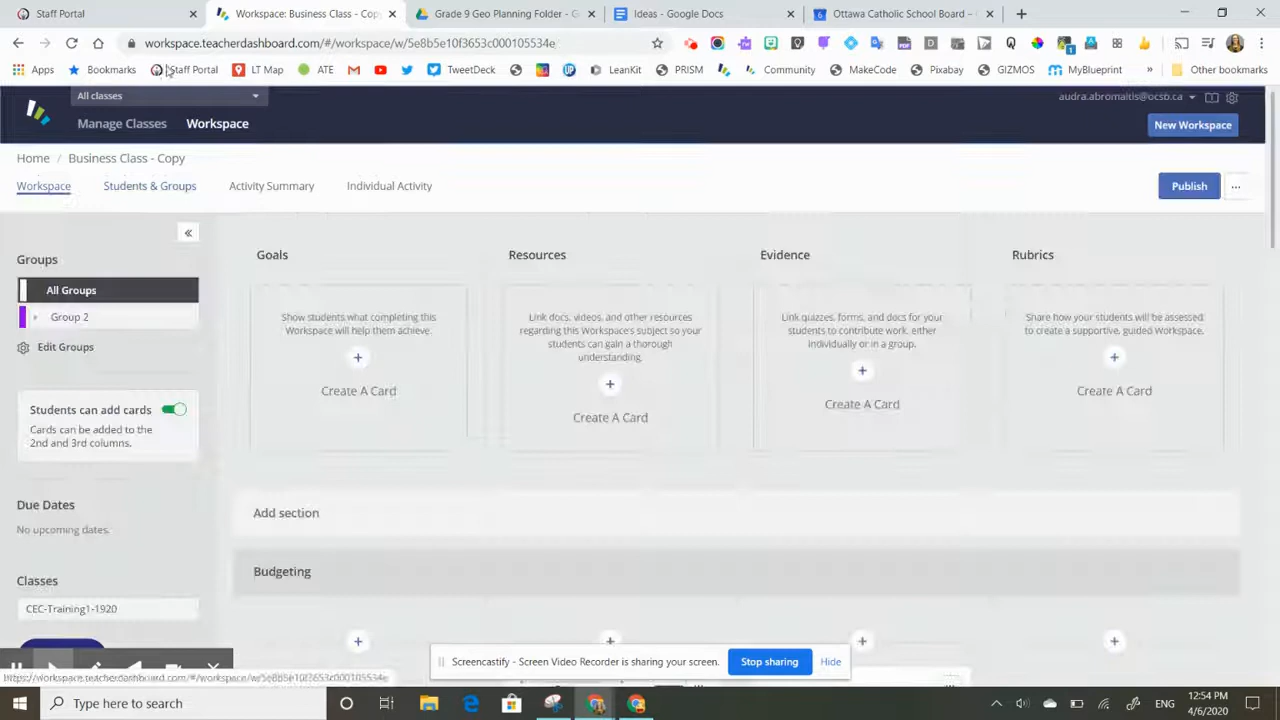 Staff Portal
Workspace: Business Class - Copy
Grade 9 Geo Planning Folder - G
Ideas - Google Docs
Ottawa Catholic School Board –
workspace.teacherdashboard.com/#/workspace/w/5e8b5e10f3653c000105534e
Apps
Bookmarks
Staff Portal
LT Map
ATE
TweetDeck
LeanKit
PRISM
Community
MakeCode
Pixabay
GIZMOS
MyBlueprint
»
Other bookmarks
All classes
audra.abromaitis@ocsb.ca
Manage Classes
Workspace
New Workspace
Home / Business Class - Copy
Workspace
Students & Groups
Activity Summary
Individual Activity
Publish
...
«
Groups
All Groups
Group 2
Edit Groups
Students can add cards
Cards can be added to the
2nd and 3rd columns.
Due Dates
No upcoming dates.
Classes
CEC-Training1-1920
Goals
Show students what completing this
Workspace will help them achieve.
+
Create A Card
Resources
Link docs, videos, and other resources
regarding this Workspace's subject so your
students can gain a thorough
understanding.
+
Create A Card
Evidence
Link quizzes, forms, and docs for your
students to contribute work, either
individually or in a group.
+
Create A Card
Rubrics
Share how your students will be assessed
to create a supportive, guided Workspace.
+
Create A Card
Add section
Budgeting
+
+
+
+
Screencastify - Screen Video Recorder is sharing your screen.
Stop sharing
Hide
https://workspace.teacherdashboard.com/#/workspace/w/5e8b5e10f3653c000105534e
Type here to search
ENG
12:54 PM
4/6/2020